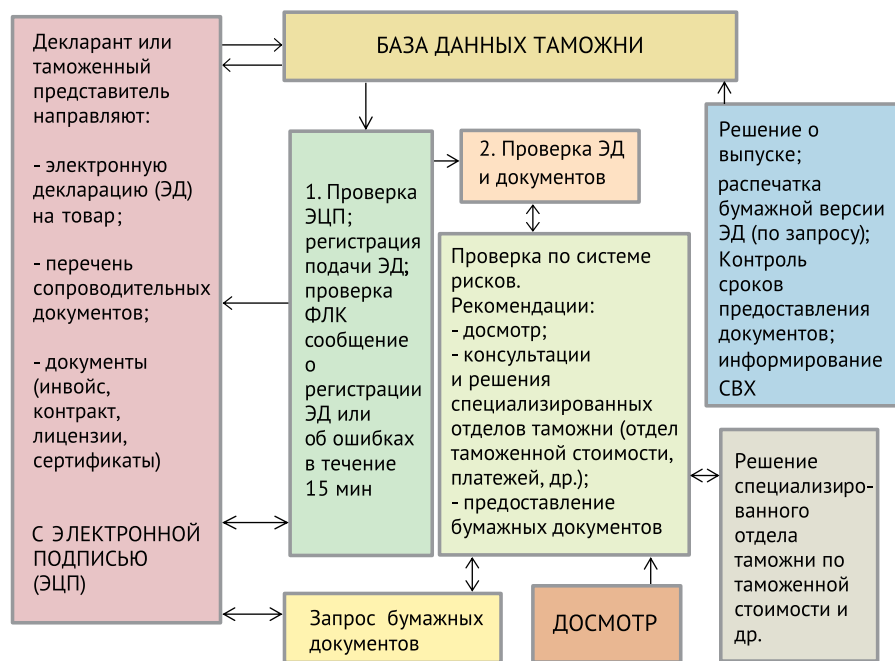 Декларант или
таможенный
представитель
направляют:
- электронную
декларацию (ЭД)
на товар;
- перечень
сопроводительных
документов;
- документы
(инвойс,
контракт,
лицензии,
сертификаты)
С ЭЛЕКТРОННОЙ
ПОДПИСЬЮ
(ЭЦП)
БАЗА ДАННЫХ ТАМОЖНИ
1. Проверка
ЭЦП;
регистрация
подачи ЭД;
проверка
ФЛК
сообщение
о
регистрации
ЭД или
об ошибках
в течение
15 мин
2. Проверка ЭД
и документов
Проверка по системе
рисков.
Рекомендации:
- досмотр;
- консультации
и решения
специализированных
отделов таможни (отдел
таможенной стоимости,
платежей, др.);
- предоставление
бумажных документов
Решение о
выпуске;
распечатка
бумажной версии
ЭД (по запросу);
Контроль
сроков
предоставления
документов;
информирование
СВХ
Решение
специализиро-
ванного
отдела
таможни по
таможенной
стоимости и
др.
Запрос бумажных
документов
ДОСМОТР